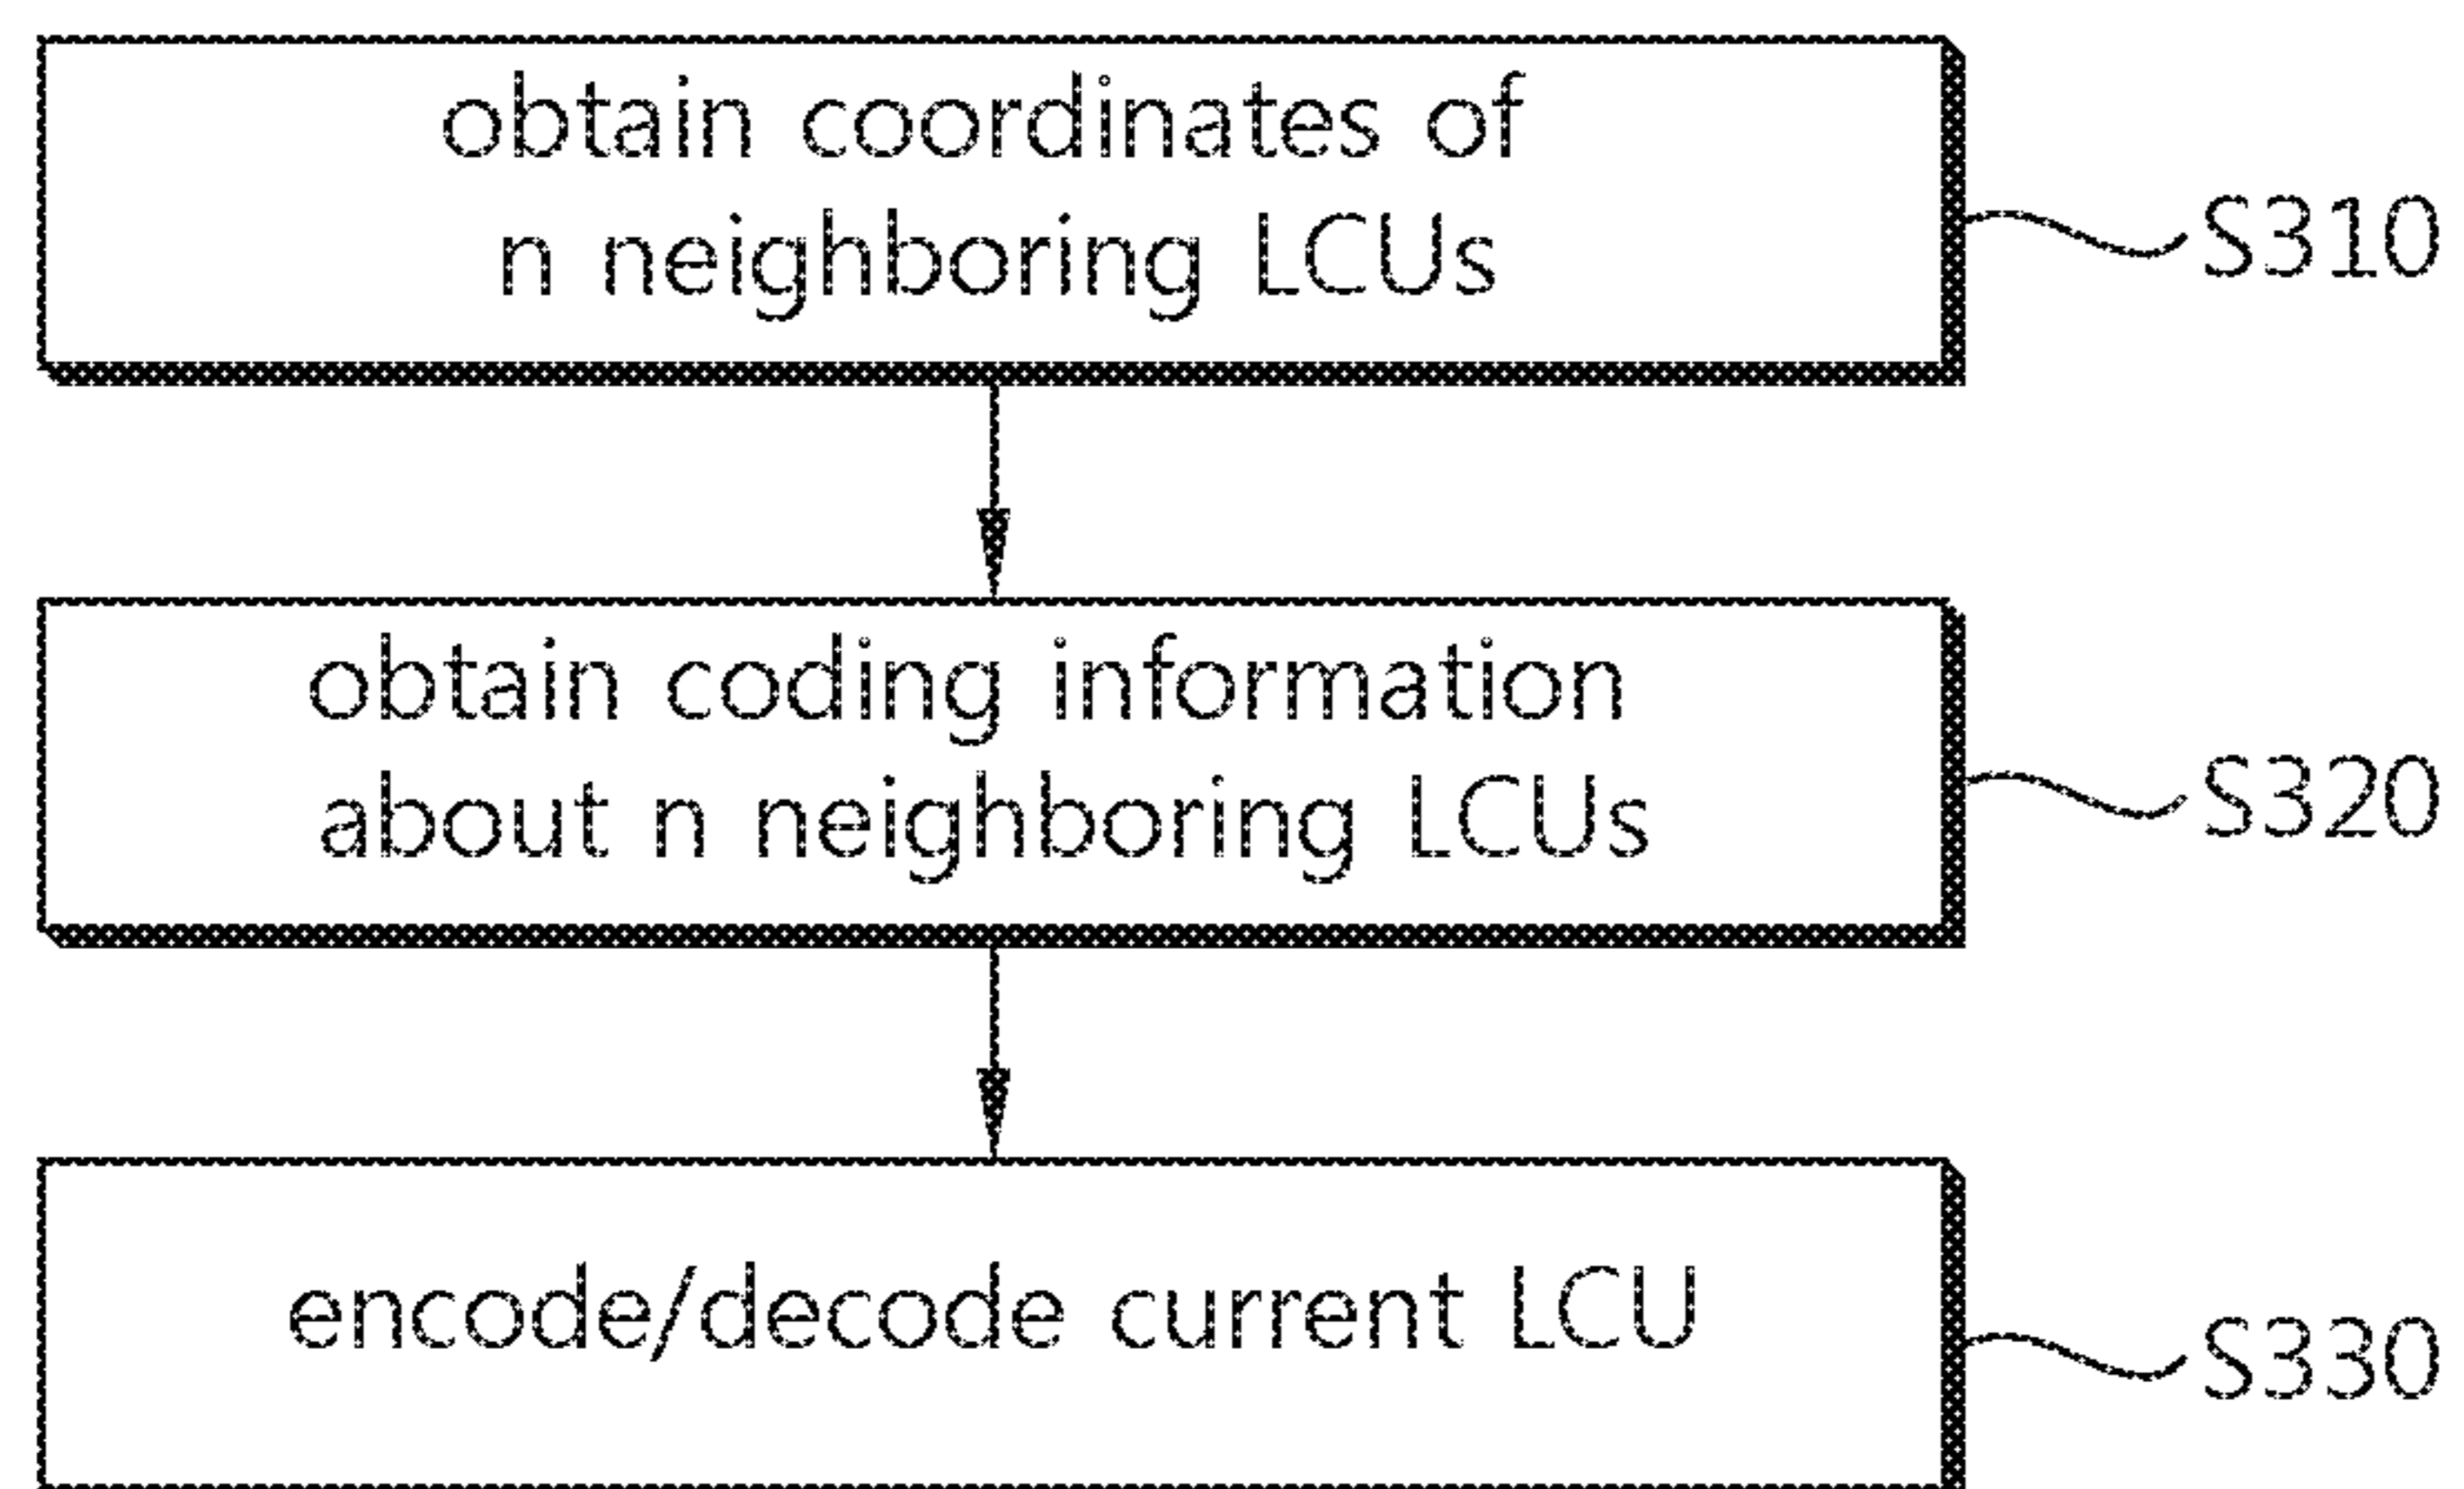 obtain coordinates of
n neighboring LCUs
S310
obtain coding information
about n neighboring LCUs
S320
encode/decode current LCU
S330